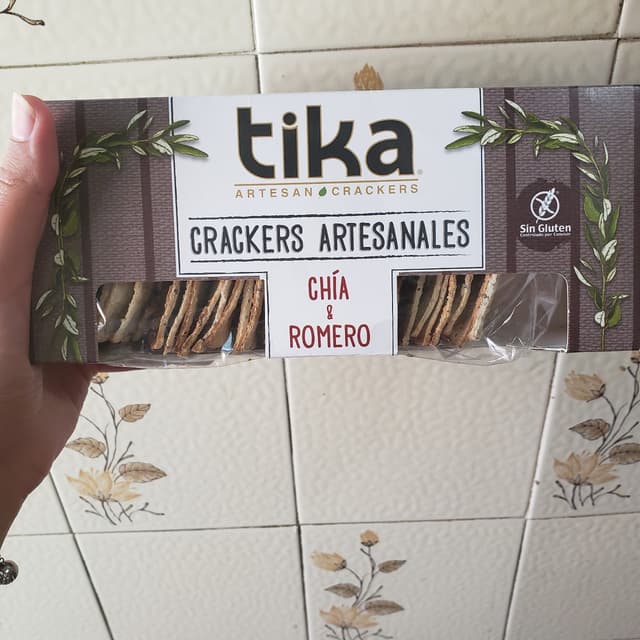 tika
ARTESAN CRACKERS
CRACKERS ARTESANALES
CHÍA
&
ROMERO
Sin Gluten